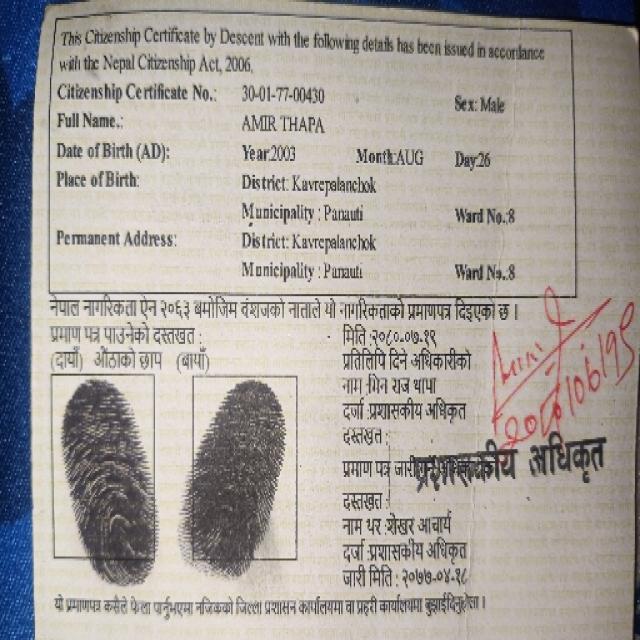 This Citizenship Certificate by Descent with the following details has been issued in accordance
with the Nepal Citizenship Act, 2006,
Citizenship Certificate No.: 30-01-77-00430 Sex: Male
Full Name.: AMIR THAPA
Date of Birth (AD): Year:2003 Month:AUG Day:26
Place of Birth: District: Kavrepalanchok
Municipality : Panauti Ward No.:8
Permanent Address: District: Kavrepalanchok
Municipality : Panauti Ward No.:8
नेपाल नागरिकता ऐन २०६३ बमोजिम वंशजको नाताले यो नागरिकताको प्रमाणपत्र दिइएको छ ।
प्रमाण पत्र पाउनेको दस्तखत : मिति :२०८०-०७-१९
(दायाँ) औंठाको छाप (बायाँ) प्रतिलिपि दिने अधिकारीको
नाम :मिन राज थापा
दर्जा :प्रशासकीय अधिकृत
दस्तखत :
प्रमाण पत्र जारी
प्रशासकीय अधिकृत
दस्तखत :
नाम थर :शेखर आचार्य
दर्जा :प्रशासकीय अधिकृत
जारी मिति : २०७७-०४-१८
यो प्रमाणपत्र कसैले फेला पार्नुभएमा नजिकको जिल्ला प्रशासन कार्यालयमा वा प्रहरी कार्यालयमा बुझाईदिनुहोला ।